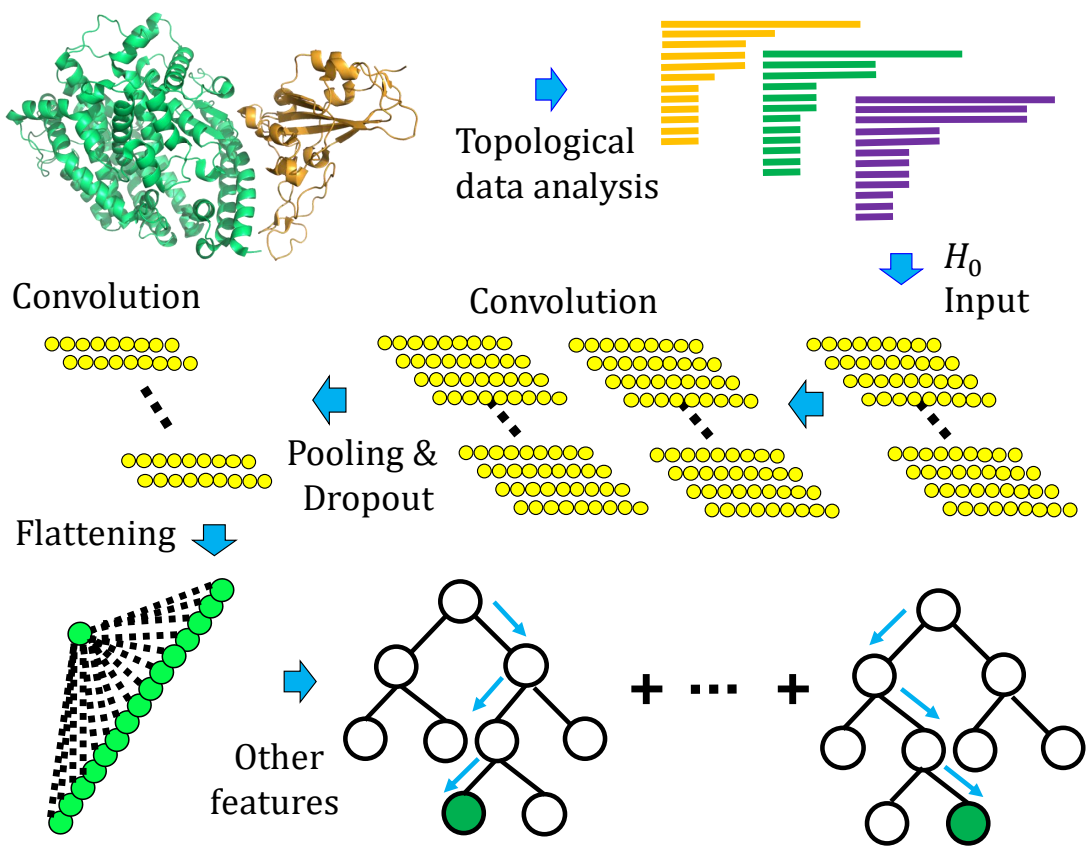 Topological
data analysis
H₀
Input
Convolution
Convolution
Pooling &
Dropout
Flattening
Other
features